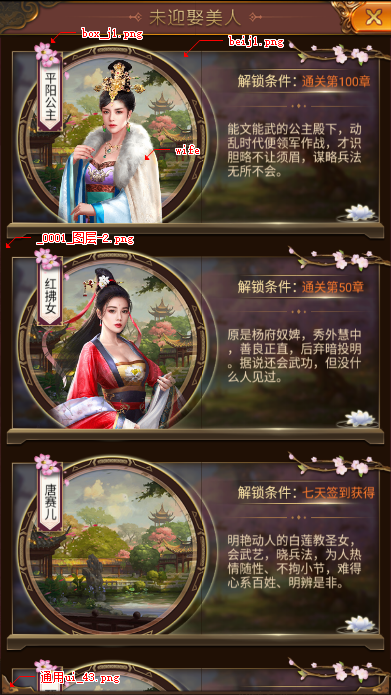 未迎娶美人
box_j1.png
beij1.png
平阳公主
解锁条件：通关第100章
能文能武的公主殿下，动
乱时代便领军作战，才识
胆略不让须眉，谋略兵法
无所不会。
wife
_0001_图层-2.png
红拂女
解锁条件：通关第50章
原是杨府奴婢，秀外慧中
，善良正直，后弃暗投明
。据说还会武功，但没什
么人见过。
唐赛儿
解锁条件：七天签到获得
明艳动人的白莲教圣女，
会武艺，晓兵法，为人热
情随性、不拘小节，难得
心系百姓、明辨是非。
通用ui_43.png